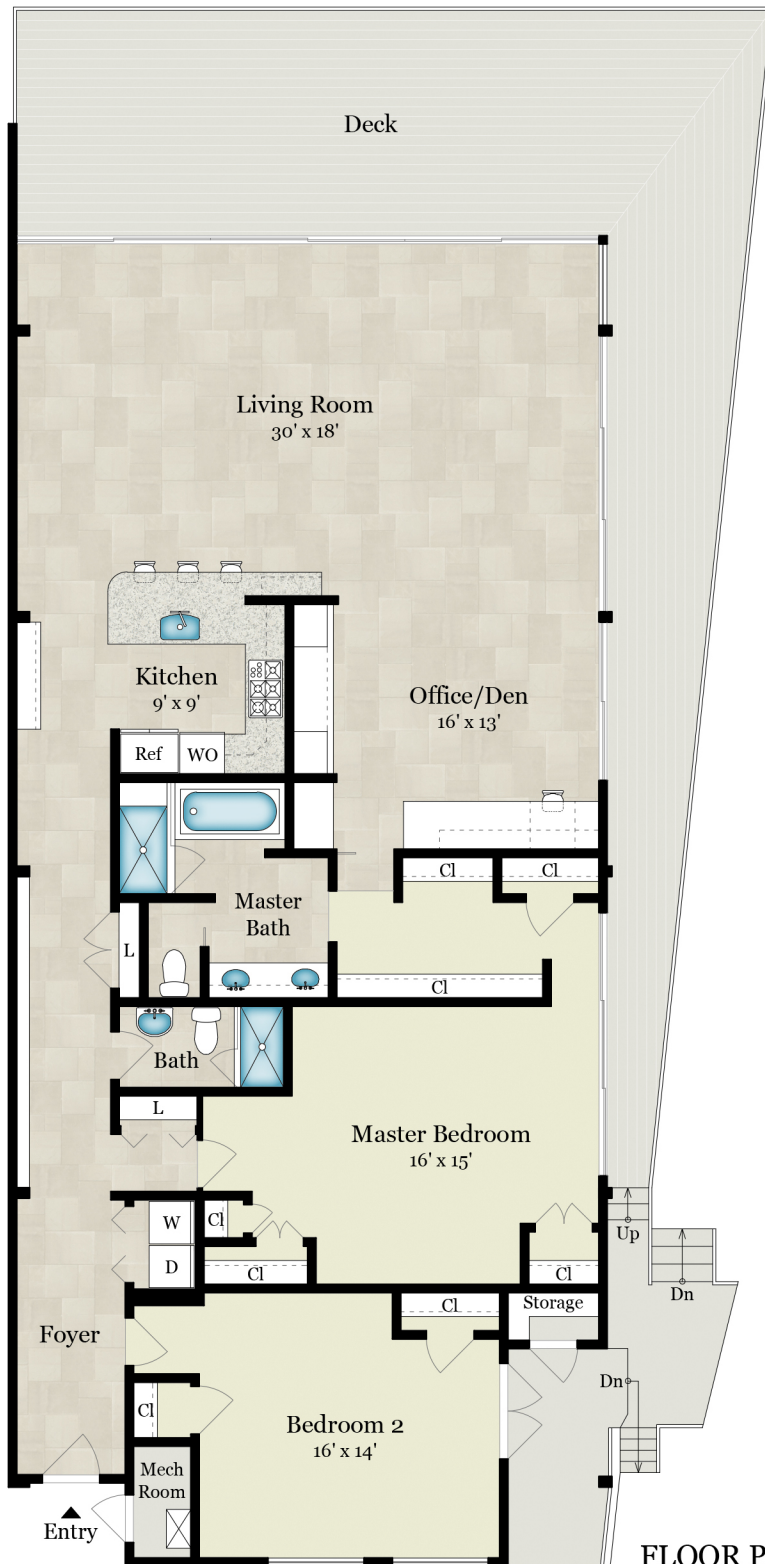 Deck
Living Room
30' x 18'
Kitchen
9' x 9'
Office/Den
16' x 13'
Ref
WO
Cl
Cl
Master
Bath
L
Cl
Bath
L
Master Bedroom
16' x 15'
W
Cl
D
Cl
Cl
Up
Dn
Cl
Storage
Foyer
Dn
Cl
Bedroom 2
16' x 14'
Mech
Room
Entry
FLOOR P